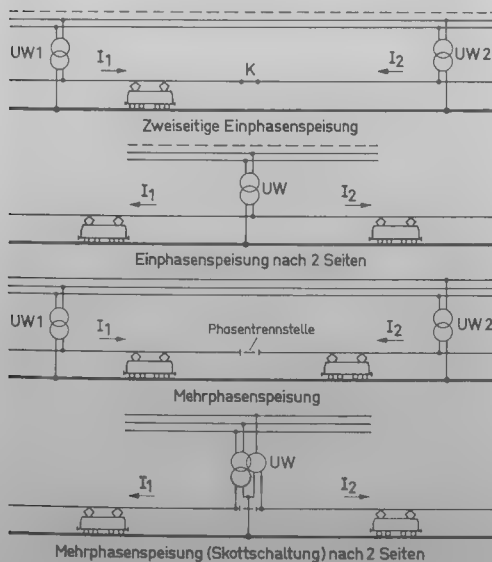 UW1 I₁ K I₂ UW2
Zweiseitige Einphasenspeisung
I₁ UW I₂
Einphasenspeisung nach 2 Seiten
UW1 I₁ Phasentrennstelle I₂ UW2
Mehrphasenspeisung
I₁ UW I₂
Mehrphasenspeisung (Skottschaltung) nach 2 Seiten